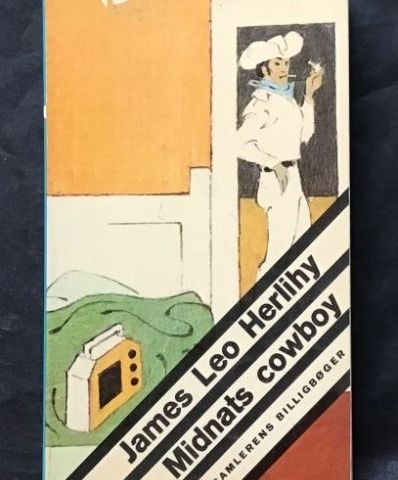 James Leo Herlihy
Midnats cowboy
SAMLERENS BILLIGBØGER